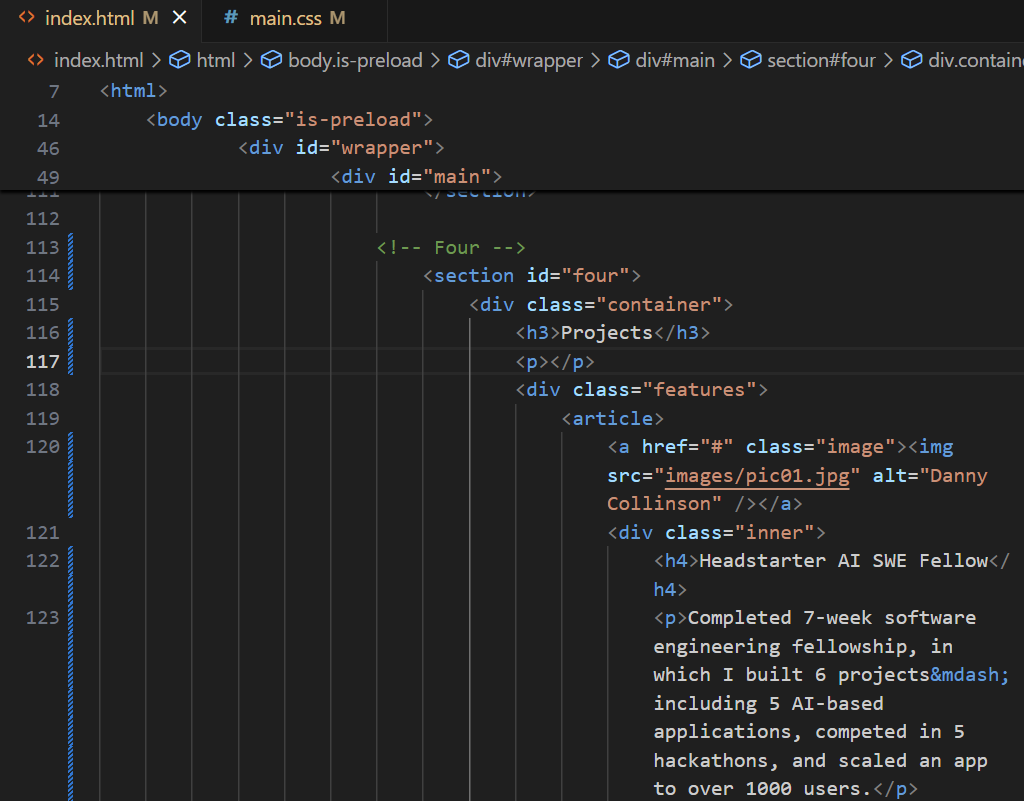 <> index.html M ✕ # main.css M
<> index.html > html > body.is-preload > div#wrapper > div#main > section#four > div.contain
7 <html>
14 <body class="is-preload">
46 <div id="wrapper">
49 <div id="main">
111 </section>
112
113 <!-- Four -->
114 <section id="four">
115 <div class="container">
116 <h3>Projects</h3>
117 <p></p>
118 <div class="features">
119 <article>
120 <a href="#" class="image"><img
src="images/pic01.jpg" alt="Danny
Collinson" /></a>
121 <div class="inner">
122 <h4>Headstarter AI SWE Fellow</
h4>
123 <p>Completed 7-week software
engineering fellowship, in
which I built 6 projects&mdash;
including 5 AI-based
applications, competed in 5
hackathons, and scaled an app
to over 1000 users.</p>